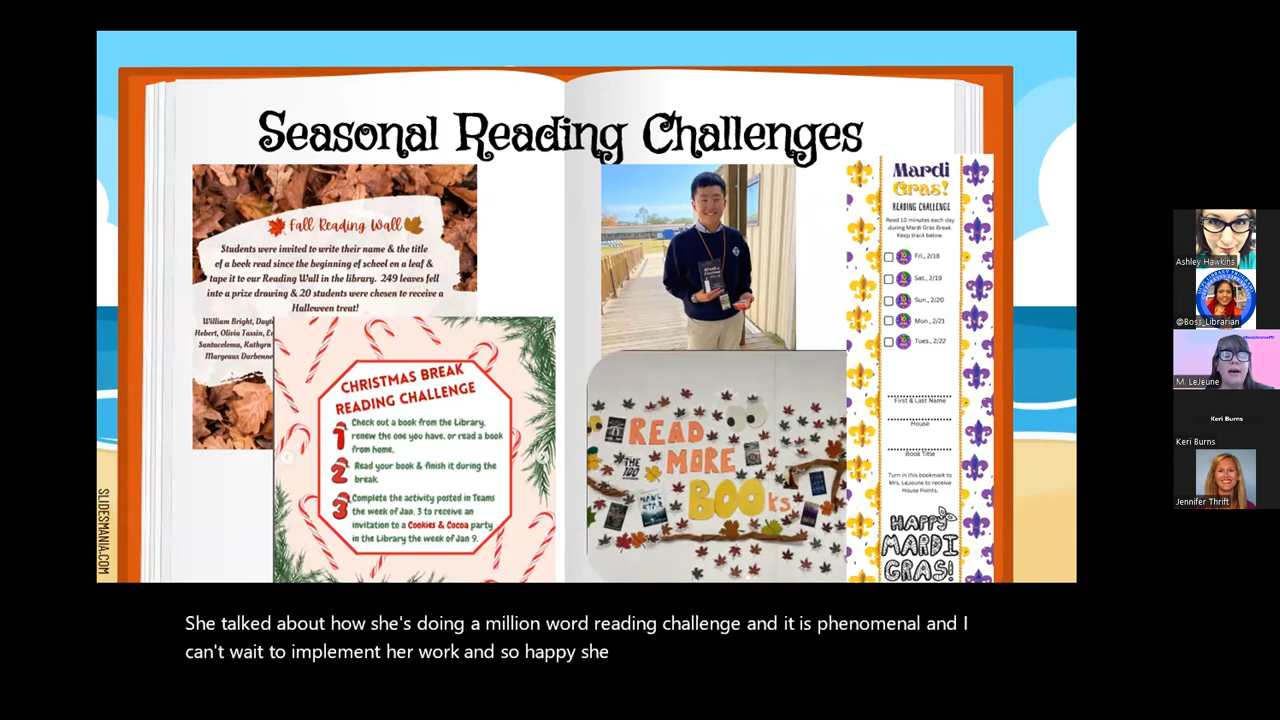 Seasonal Reading Challenges
Fall Reading Wall
Students were invited to write their name & the title
of a book read since the beginning of school on a leaf &
tape it to our Reading Wall in the library. 249 leaves fell
into a prize drawing & 20 students were chosen to receive a
Halloween treat!
William Bright,
Hebert, Olivia Tassin,
Santacoloma, Kathryn
Margeaux Darbonne
CHRISTMAS BREAK
READING CHALLENGE
1 Check out a book from the Library,
renew the one you have, or read a book
from home.
2 Read your book & finish it during the
break.
3 Complete the activity posted in Teams
the week of Jan. 3 to receive an
invitation to a Cookies & Cocoa party
in the Library the week of Jan 9.
READ
MORE
BOOks
THE
100
Mardi
Gras!
READING CHALLENGE
Read 10 minutes each day
during Mardi Gras Break.
Keep track below.
Fri., 2/18
Sat., 2/19
Sun., 2/20
Mon., 2/21
Tues., 2/22
First & Last Name
House
Book Title
Turn in this bookmark to
Mrs. LeJeune to receive
House Points.
HAPPY
MARDI
GRAS!
SLIDESMANIA.COM
Ashley Hawkins
@Boss_Librarian
M. LeJeune
Keri Burns
Keri Burns
Jennifer Thrift
She talked about how she's doing a million word reading challenge and it is phenomenal and I
can't wait to implement her work and so happy she